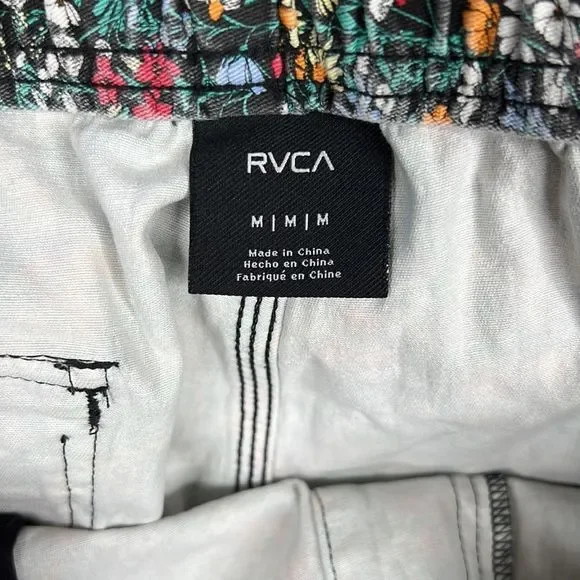 RVCA
M | M | M
Made in China
Hecho en China
Fabriqué en Chine